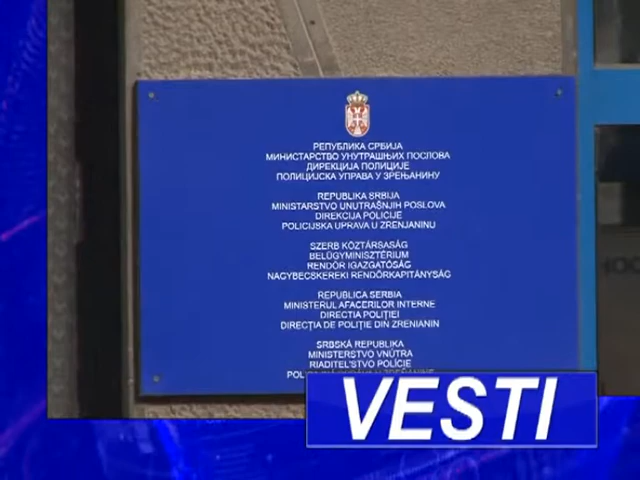 РЕПУБЛИКА СРБИЈА
МИНИСТАРСТВО УНУТРАШЊИХ ПОСЛОВА
ДИРЕКЦИЈА ПОЛИЦИЈЕ
ПОЛИЦИЈСКА УПРАВА У ЗРЕЊАНИНУ
REPUBLIKA SRBIJA
MINISTARSTVO UNUTRAŠNJIH POSLOVA
DIREKCIJA POLICIJE
POLICIJSKA UPRAVA U ZRENJANINU
SZERB KÖZTÁRSASÁG
BELÜGYMINISZTÉRIUM
RENDŐR IGAZGATÓSÁG
NAGYBECSKEREKI RENDŐRKAPITÁNYSÁG
REPUBLICA SERBIA
MINISTERUL AFACERILOR INTERNE
DIRECTIA POLIȚIEI
DIRECȚIA DE POLIȚIE DIN ZRENIANIN
SRBSKÁ REPUBLIKA
MINISTERSTVO VNÚTRA
RIADITEĽSTVO POLÍCIE
VESTI